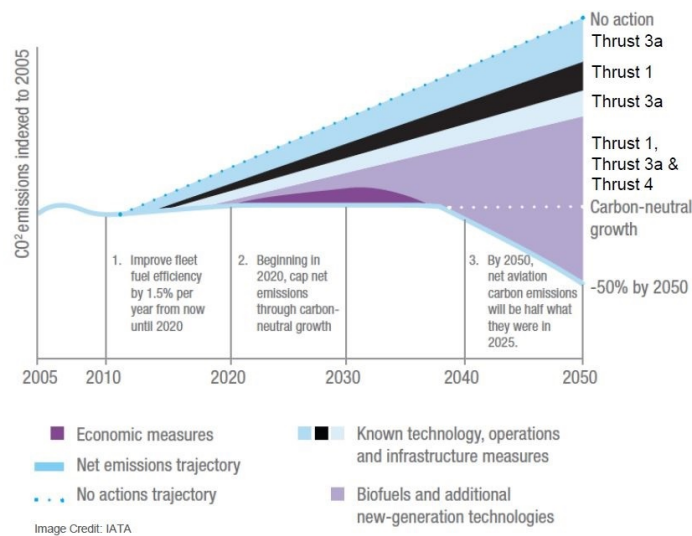 CO² emissions indexed to 2005
No action
Thrust 3a
Thrust 1
Thrust 3a
Thrust 1,
Thrust 3a &
Thrust 4
Carbon-neutral
growth
-50% by 2050
1. Improve fleet
fuel efficiency
by 1.5% per
year from now
until 2020
2. Beginning in
2020, cap net
emissions
through carbon-
neutral growth
3. By 2050,
net aviation
carbon emissions
will be half what
they were in
2025.
2005 2010 2020 2030 2040 2050
Economic measures
Net emissions trajectory
No actions trajectory
Known technology, operations
and infrastructure measures
Biofuels and additional
new-generation technologies
Image Credit: IATA